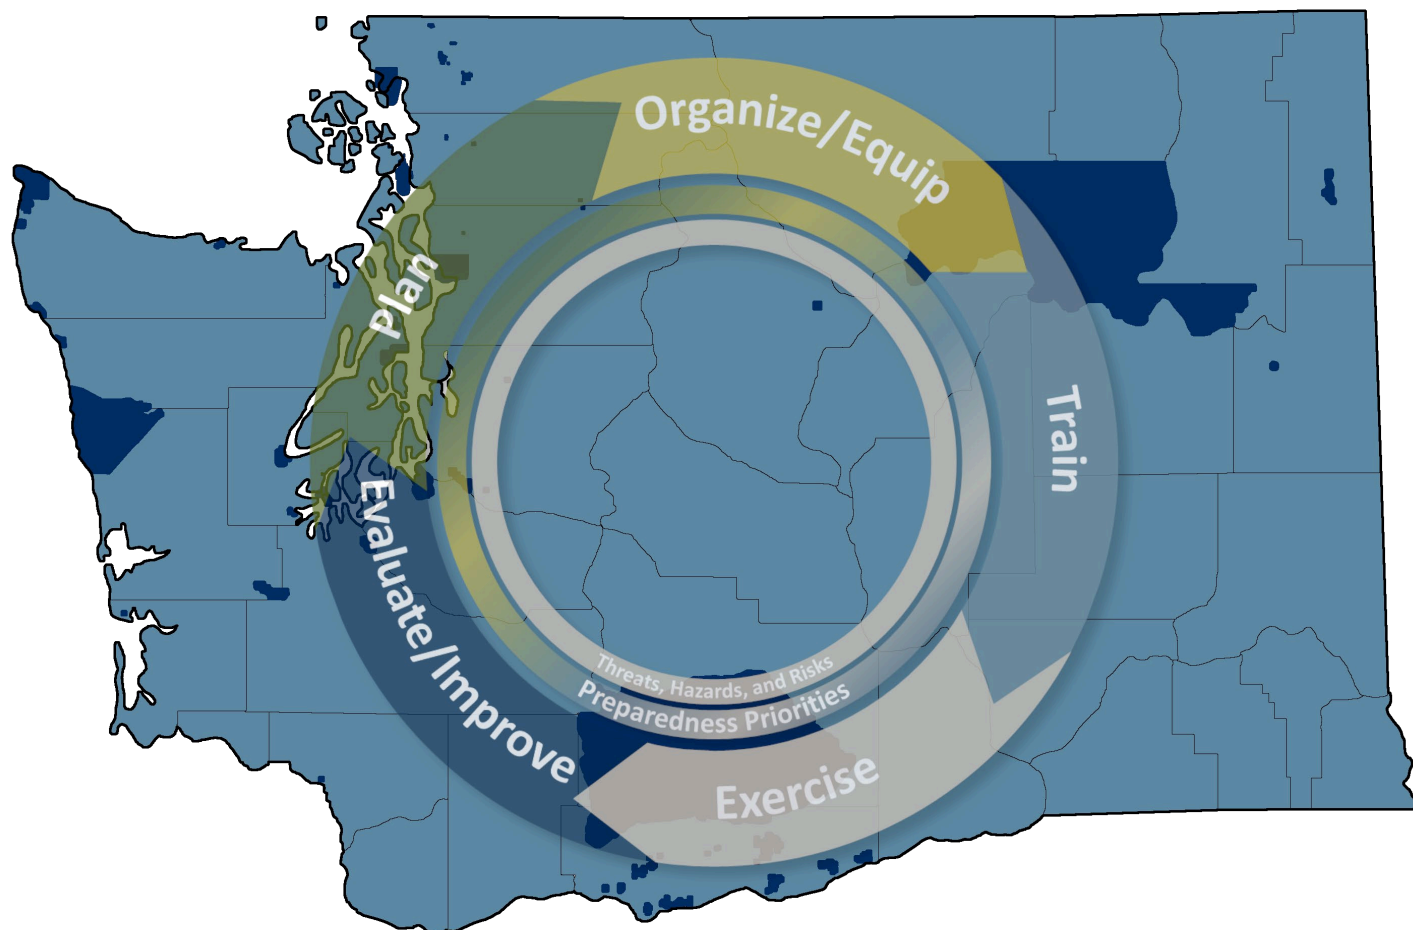 Organize/Equip
Plan
Train
Evaluate/Improve
Threats, Hazards, and Risks
Preparedness Priorities
Exercise